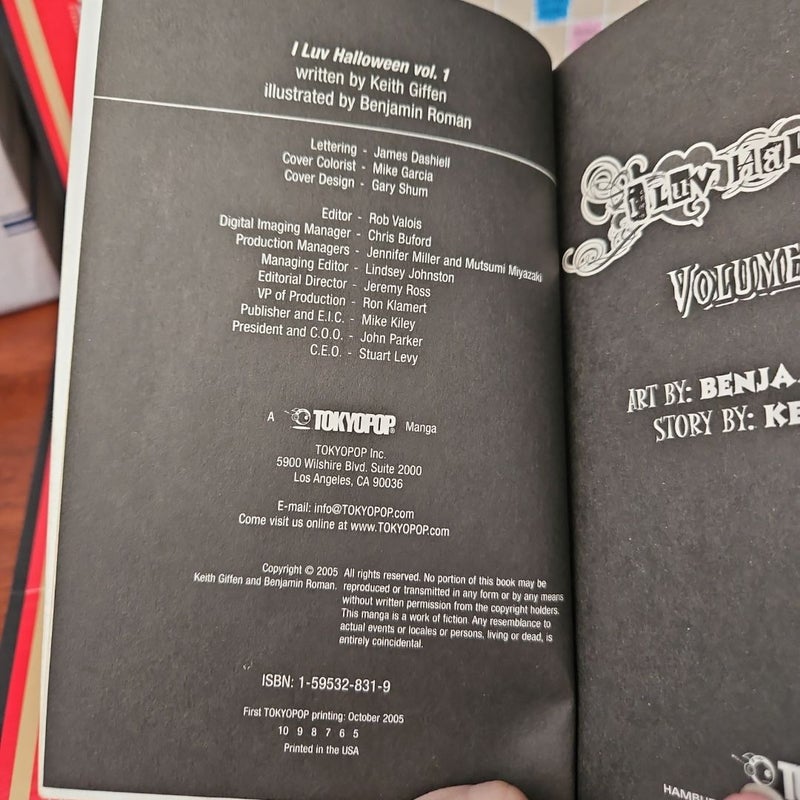 I Luv Halloween vol. 1
written by Keith Giffen
illustrated by Benjamin Roman
Lettering - James Dashiell
Cover Colorist - Mike Garcia
Cover Design - Gary Shum
Editor - Rob Valois
Digital Imaging Manager - Chris Buford
Production Managers - Jennifer Miller and Mutsumi Miyazaki
Managing Editor - Lindsey Johnston
Editorial Director - Jeremy Ross
VP of Production - Ron Klamert
Publisher and E.I.C. - Mike Kiley
President and C.O.O. - John Parker
C.E.O. - Stuart Levy
A TOKYOPOP® Manga
TOKYOPOP Inc.
5900 Wilshire Blvd. Suite 2000
Los Angeles, CA 90036
E-mail: info@TOKYOPOP.com
Come visit us online at www.TOKYOPOP.com
Copyright © 2005
Keith Giffen and Benjamin Roman.
All rights reserved. No portion of this book may be
reproduced or transmitted in any form or by any means
without written permission from the copyright holders.
This manga is a work of fiction. Any resemblance to
actual events or locales or persons, living or dead, is
entirely coincidental.
ISBN: 1-59532-831-9
First TOKYOPOP printing: October 2005
10 9 8 7 6 5
Printed in the USA
I Luv
VOLUME
ART BY:
STORY BY: